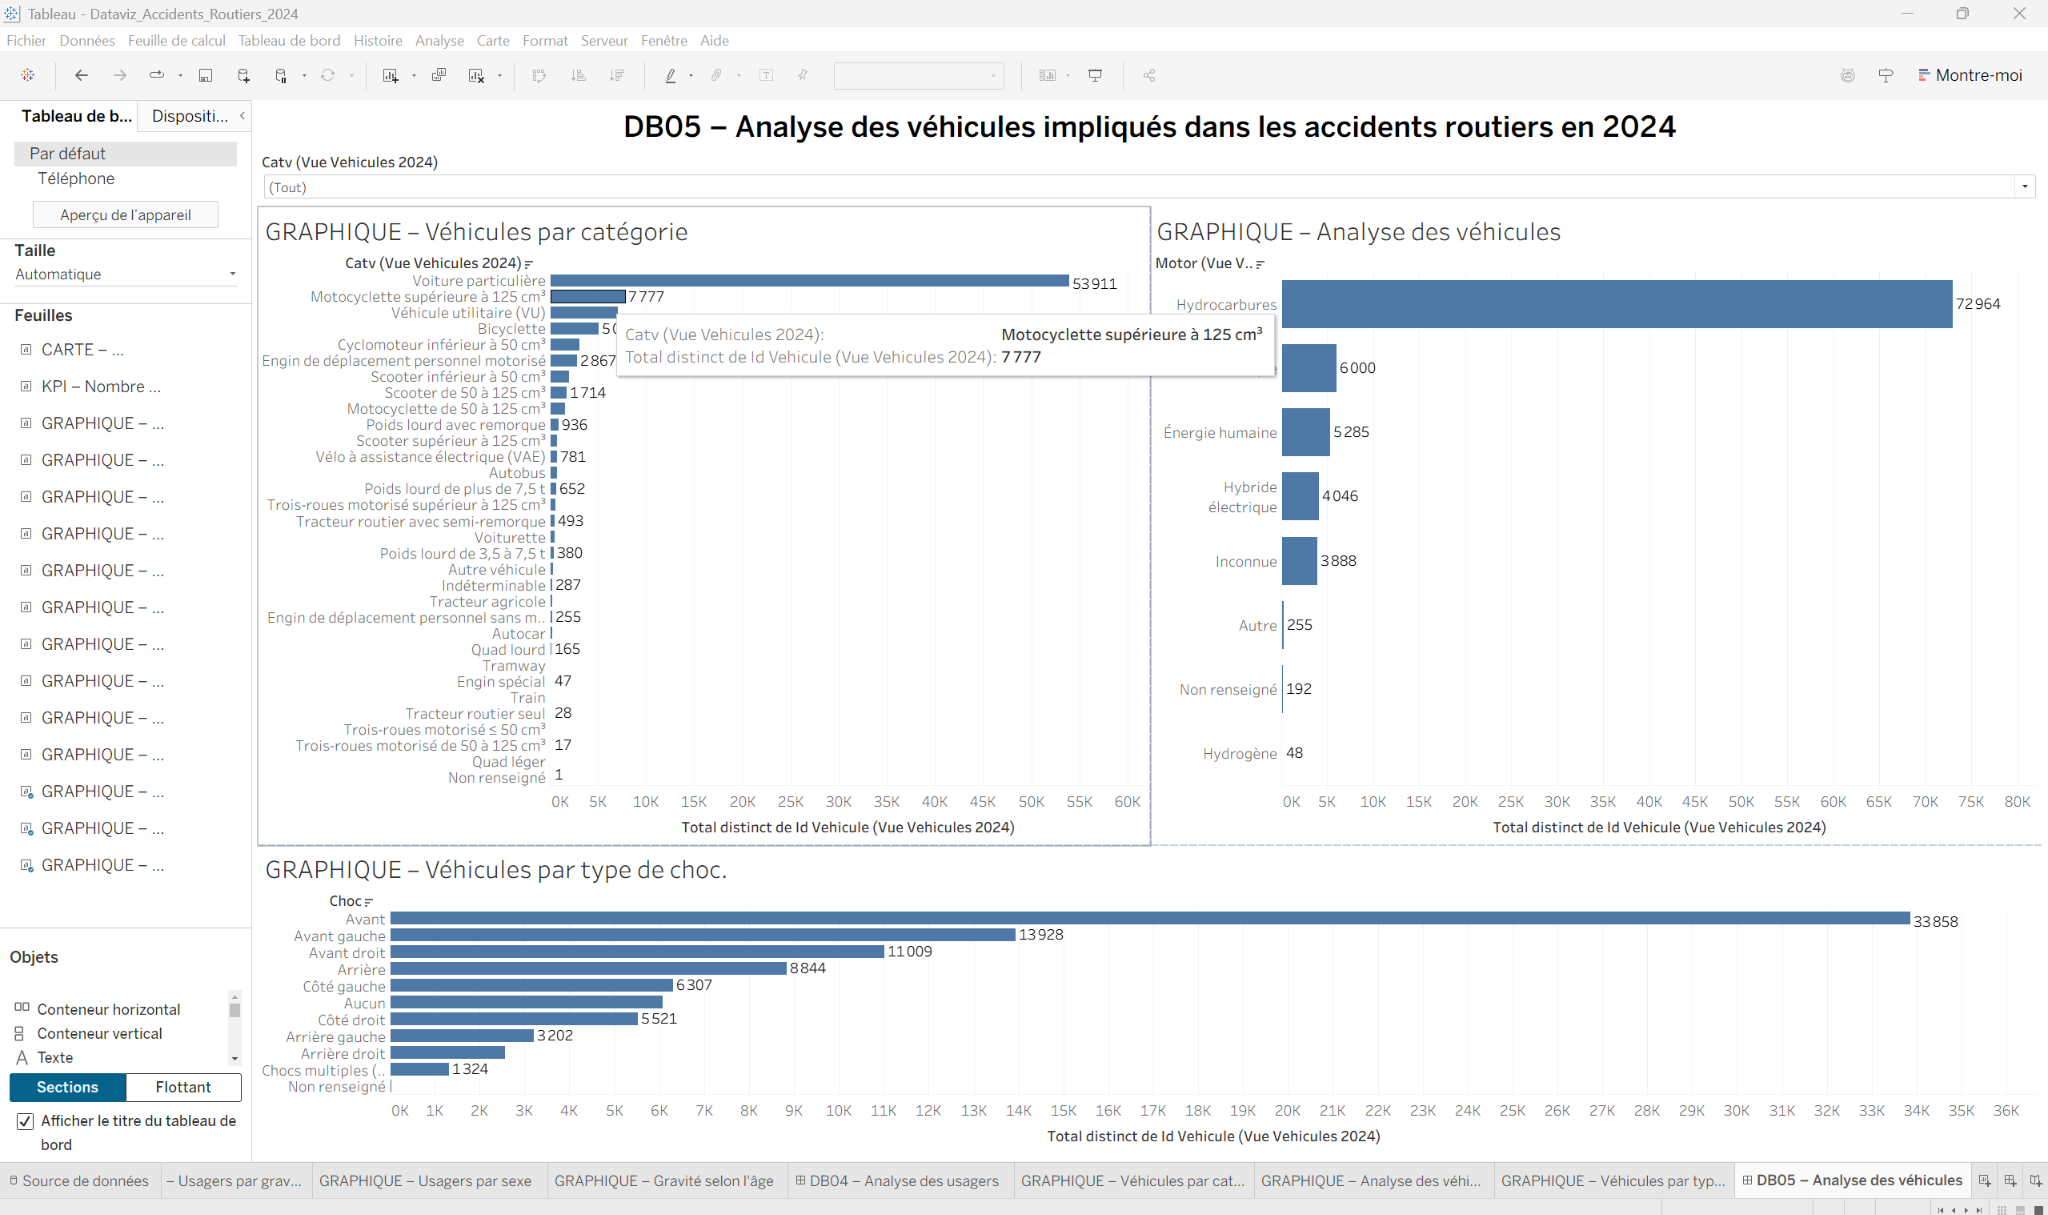 Tableau - Dataviz_Accidents_Routiers_2024
Fichier Données Feuille de calcul Tableau de bord Histoire Analyse Carte Format Serveur Fenêtre Aide
Montre-moi
Tableau de b... Dispositi...
Par défaut
Téléphone
Aperçu de l'appareil
Taille
Automatique
Feuilles
CARTE – ...
KPI – Nombre ...
GRAPHIQUE – ...
GRAPHIQUE – ...
GRAPHIQUE – ...
GRAPHIQUE – ...
GRAPHIQUE – ...
GRAPHIQUE – ...
GRAPHIQUE – ...
GRAPHIQUE – ...
GRAPHIQUE – ...
GRAPHIQUE – ...
GRAPHIQUE – ...
GRAPHIQUE – ...
GRAPHIQUE – ...
Objets
Conteneur horizontal
Conteneur vertical
Texte
Sections Flottant
Afficher le titre du tableau de
bord
DB05 – Analyse des véhicules impliqués dans les accidents routiers en 2024
Catv (Vue Vehicules 2024)
(Tout)
GRAPHIQUE – Véhicules par catégorie
Catv (Vue Vehicules 2024)
Voiture particulière 53 911
Motocyclette supérieure à 125 cm³ 7 777
Véhicule utilitaire (VU)
Bicyclette
Cyclomoteur inférieur à 50 cm³
Engin de déplacement personnel motorisé 2 867
Scooter inférieur à 50 cm³
Scooter de 50 à 125 cm³ 1 714
Motocyclette de 50 à 125 cm³
Poids lourd avec remorque 936
Scooter supérieur à 125 cm³
Vélo à assistance électrique (VAE) 781
Autobus
Poids lourd de plus de 7,5 t 652
Trois-roues motorisé supérieur à 125 cm³
Tracteur routier avec semi-remorque 493
Voiturette
Poids lourd de 3,5 à 7,5 t 380
Autre véhicule
Indéterminable 287
Tracteur agricole
Engin de déplacement personnel sans m.. 255
Autocar
Quad lourd 165
Tramway
Engin spécial 47
Train
Tracteur routier seul 28
Trois-roues motorisé ≤ 50 cm³
Trois-roues motorisé de 50 à 125 cm³ 17
Quad léger
Non renseigné 1
0K 5K 10K 15K 20K 25K 30K 35K 40K 45K 50K 55K 60K
Total distinct de Id Vehicule (Vue Vehicules 2024)
Catv (Vue Vehicules 2024): Motocyclette supérieure à 125 cm³
Total distinct de Id Vehicule (Vue Vehicules 2024): 7 777
GRAPHIQUE – Analyse des véhicules
Motor (Vue V..
Hydrocarbures 72 964
6 000
Énergie humaine 5 285
Hybride
électrique 4 046
Inconnue 3 888
Autre 255
Non renseigné 192
Hydrogène 48
0K 5K 10K 15K 20K 25K 30K 35K 40K 45K 50K 55K 60K 65K 70K 75K 80K
Total distinct de Id Vehicule (Vue Vehicules 2024)
GRAPHIQUE – Véhicules par type de choc.
Choc
Avant 33 858
Avant gauche 13 928
Avant droit 11 009
Arrière 8 844
Côté gauche 6 307
Aucun
Côté droit 5 521
Arrière gauche 3 202
Arrière droit
Chocs multiples (.. 1 324
Non renseigné
0K 1K 2K 3K 4K 5K 6K 7K 8K 9K 10K 11K 12K 13K 14K 15K 16K 17K 18K 19K 20K 21K 22K 23K 24K 25K 26K 27K 28K 29K 30K 31K 32K 33K 34K 35K 36K
Total distinct de Id Vehicule (Vue Vehicules 2024)
Source de données – Usagers par grav... GRAPHIQUE – Usagers par sexe GRAPHIQUE – Gravité selon l'âge DB04 – Analyse des usagers GRAPHIQUE – Véhicules par cat... GRAPHIQUE – Analyse des véhi... GRAPHIQUE – Véhicules par typ... DB05 – Analyse des véhicules